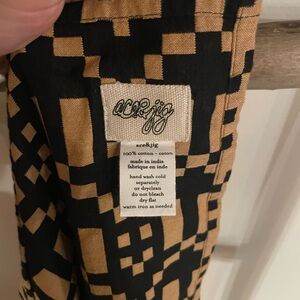 ace&jig
ace&jig
100% cotton - coton
made in india
fabrique en inde
hand wash cold
separately
or dryclean
do not bleach
dry flat
warm iron as needed